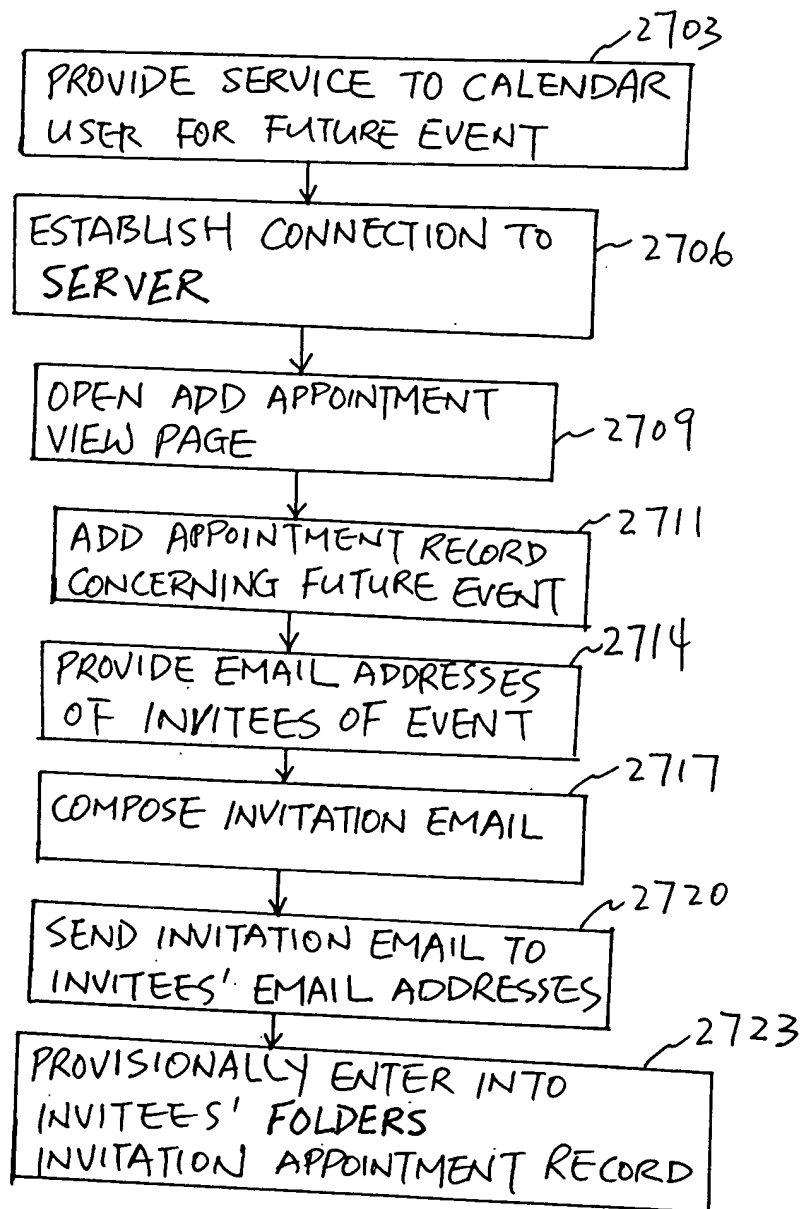 2703
PROVIDE SERVICE TO CALENDAR
USER FOR FUTURE EVENT
ESTABLISH CONNECTION TO
SERVER
2706
OPEN ADD APPOINTMENT
VIEW PAGE
2709
2711
ADD APPOINTMENT RECORD
CONCERNING FUTURE EVENT
2714
PROVIDE EMAIL ADDRESSES
OF INVITEES OF EVENT
2717
COMPOSE INVITATION EMAIL
2720
SEND INVITATION EMAIL TO
INVITEES' EMAIL ADDRESSES
2723
PROVISIONALLY ENTER INTO
INVITEES' FOLDERS
INVITATION APPOINTMENT RECORD